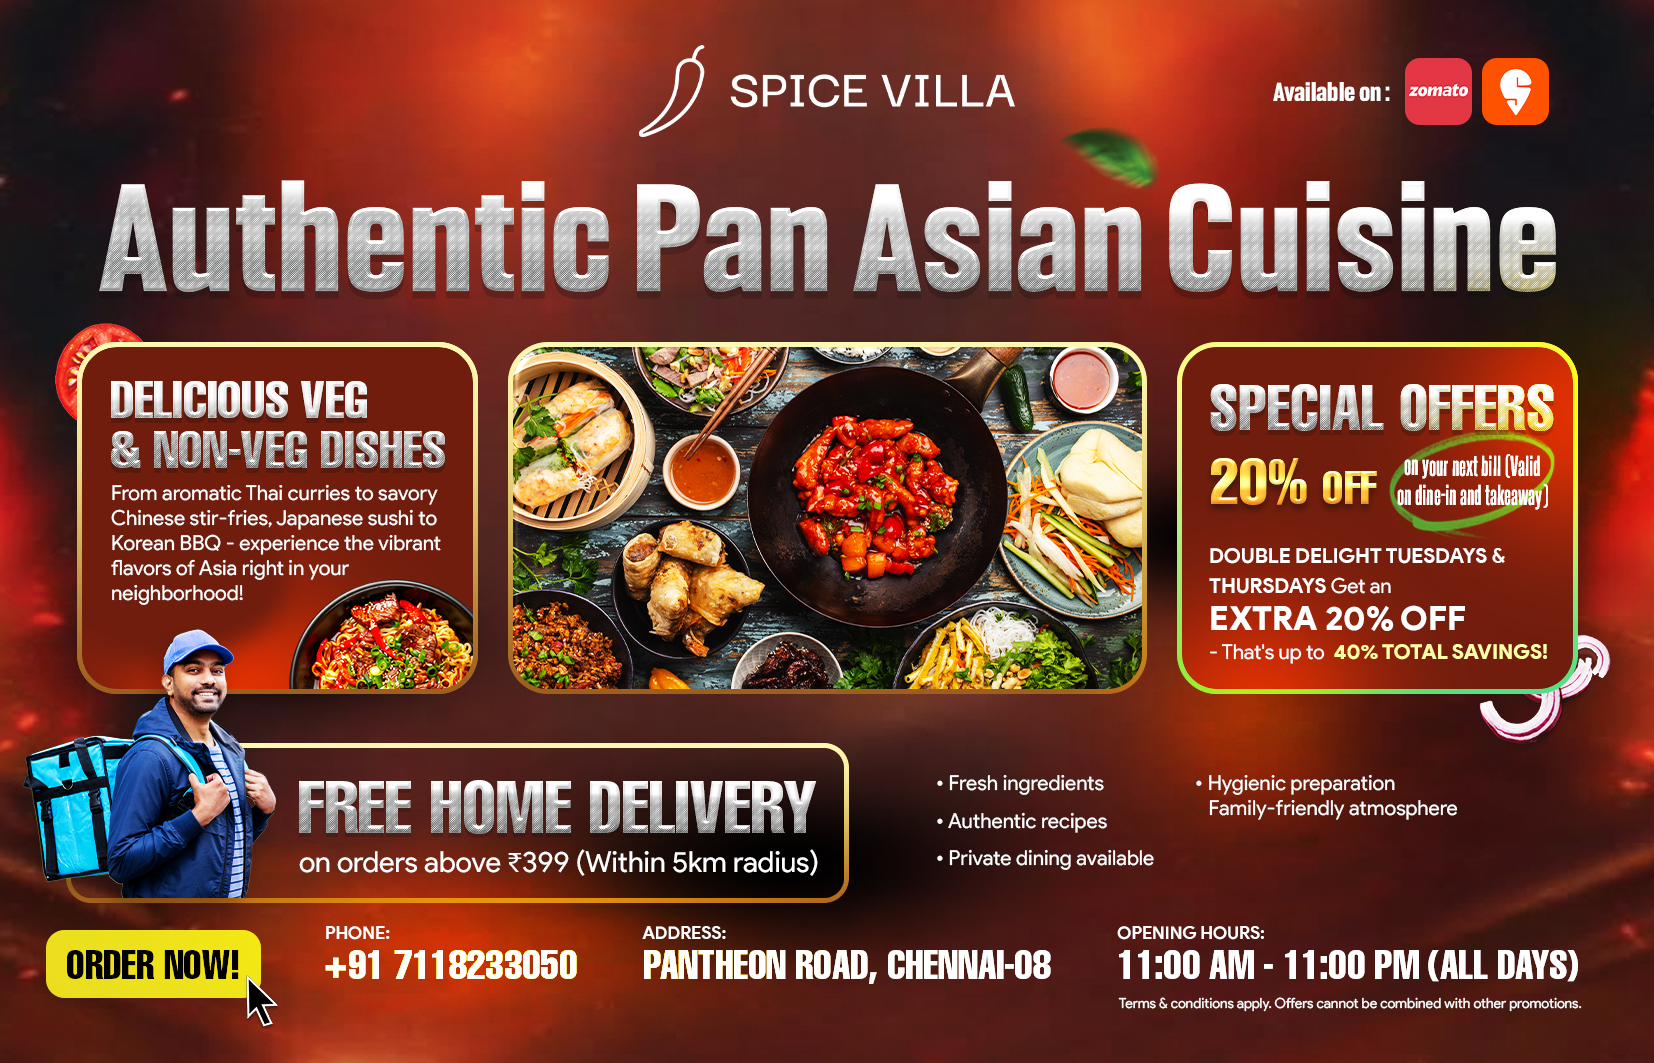 SPICE VILLA
Available on :
zomato
Authentic Pan Asian Cuisine
DELICIOUS VEG
& NON-VEG DISHES
From aromatic Thai curries to savory
Chinese stir-fries, Japanese sushi to
Korean BBQ - experience the vibrant
flavors of Asia right in your
neighborhood!
SPECIAL OFFERS
20% OFF
on your next bill (Valid
on dine-in and takeaway)
DOUBLE DELIGHT TUESDAYS &
THURSDAYS Get an
EXTRA 20% OFF
- That's up to 40% TOTAL SAVINGS!
FREE HOME DELIVERY
on orders above ₹399 (Within 5km radius)
• Fresh ingredients
• Authentic recipes
• Private dining available
• Hygienic preparation
Family-friendly atmosphere
ORDER NOW!
PHONE:
+91 7118233050
ADDRESS:
PANTHEON ROAD, CHENNAI-08
OPENING HOURS:
11:00 AM - 11:00 PM (ALL DAYS)
Terms & conditions apply. Offers cannot be combined with other promotions.